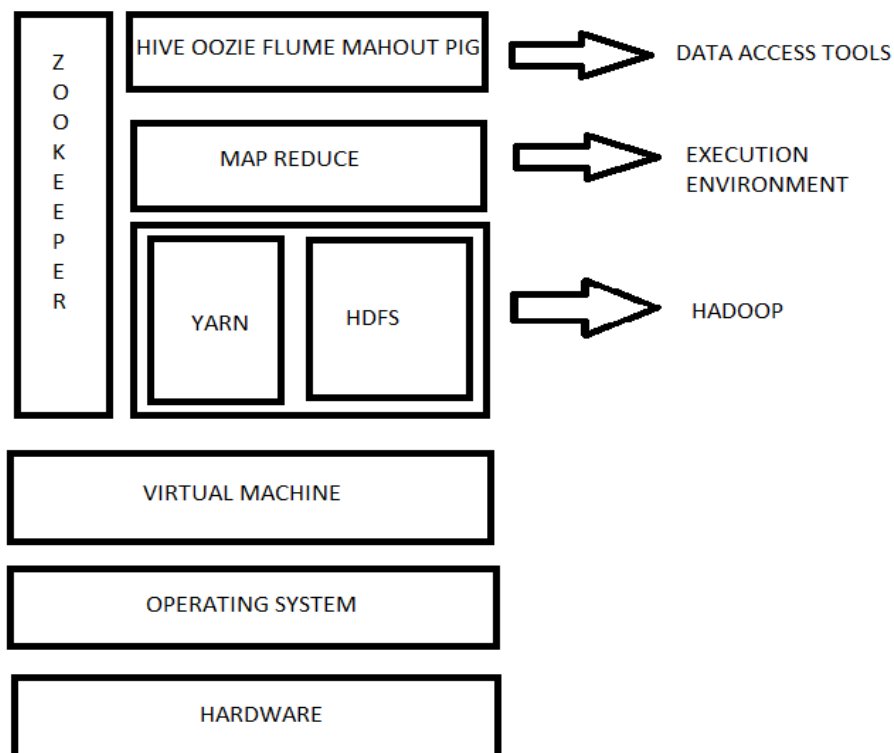 ZOOKEEPER
HIVE OOZIE FLUME MAHOUT PIG
DATA ACCESS TOOLS
MAP REDUCE
EXECUTION
ENVIRONMENT
YARN
HDFS
HADOOP
VIRTUAL MACHINE
OPERATING SYSTEM
HARDWARE